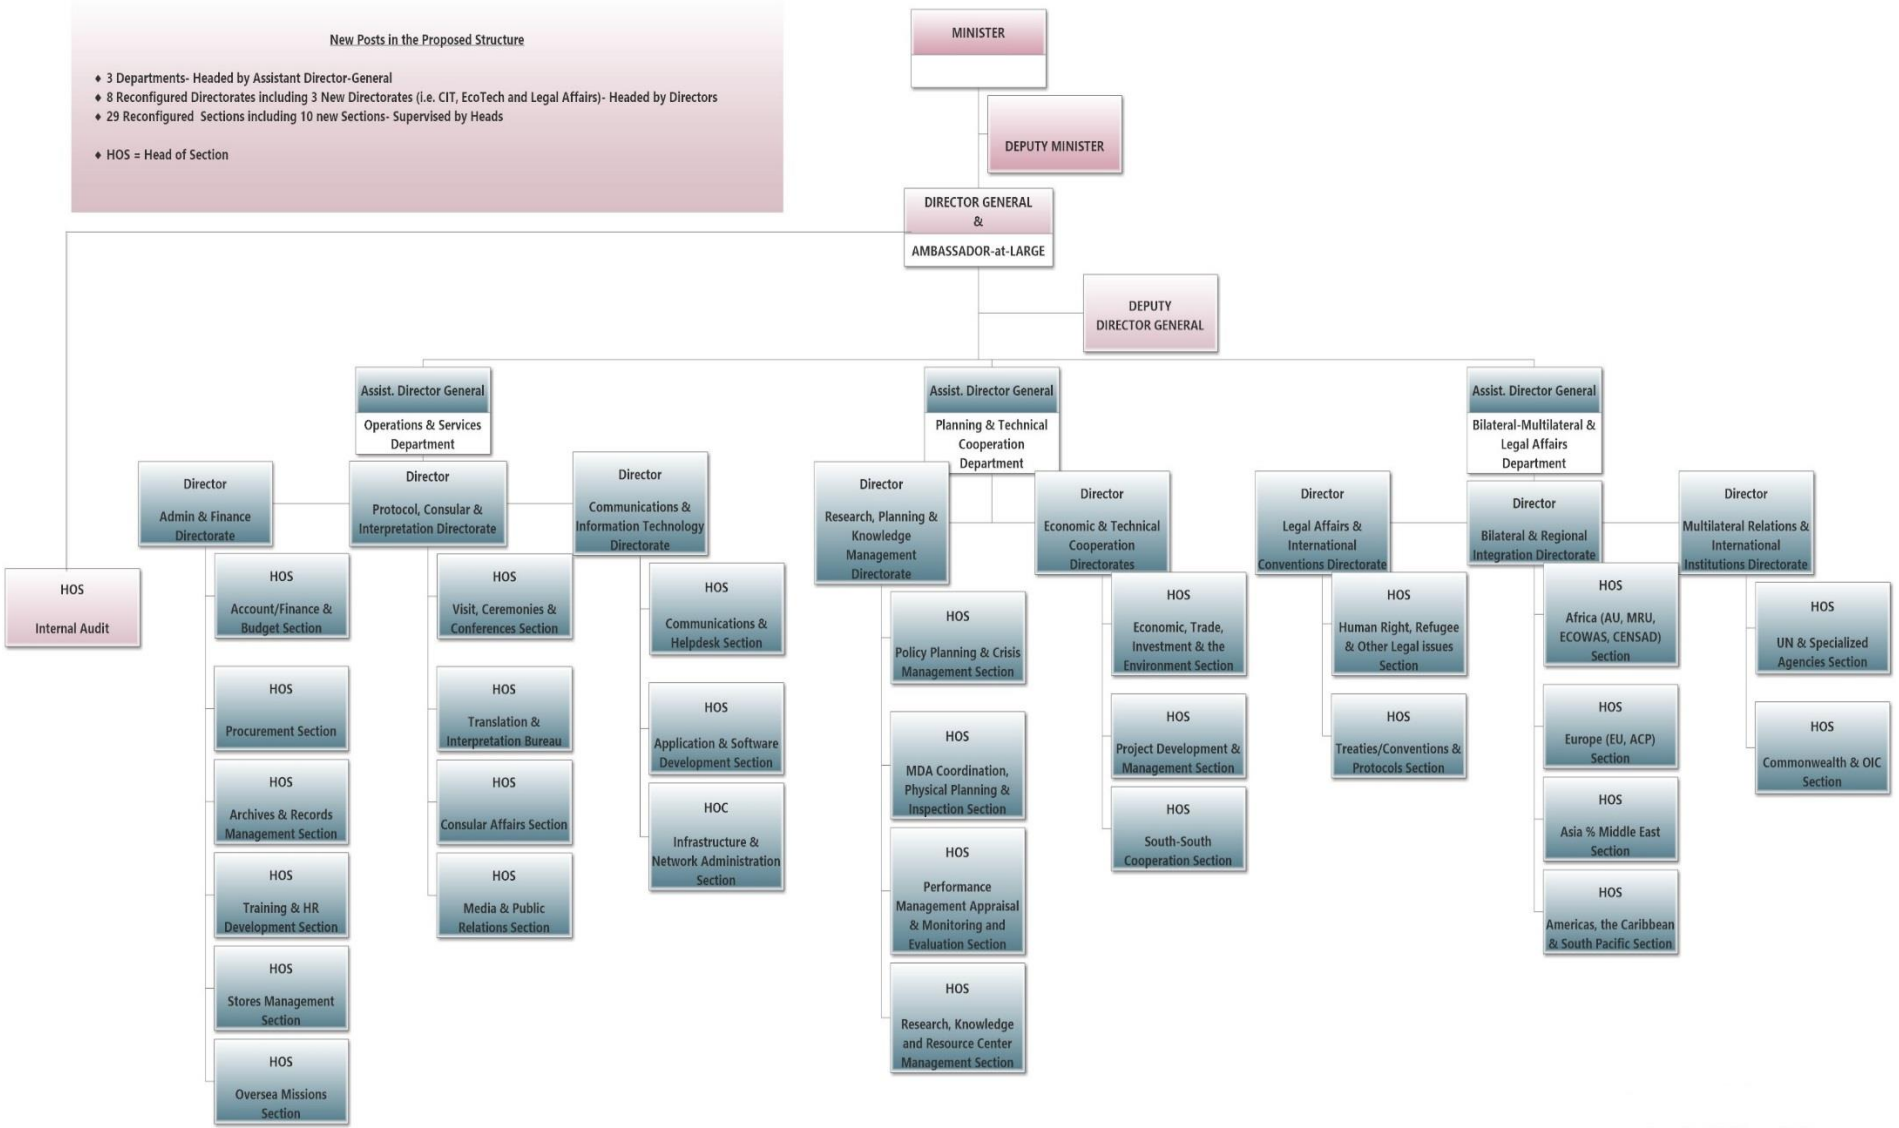 New Posts in the Proposed Structure
♦ 3 Departments- Headed by Assistant Director-General
♦ 8 Reconfigured Directorates including 3 New Directorates (i.e. CIT, EcoTech and Legal Affairs)- Headed by Directors
♦ 29 Reconfigured Sections including 10 new Sections- Supervised by Heads
♦ HOS = Head of Section
MINISTER
DEPUTY MINISTER
DIRECTOR GENERAL
&
AMBASSADOR-at-LARGE
DEPUTY
DIRECTOR GENERAL
HOS
Internal Audit
Assist. Director General
Operations & Services
Department
Director
Admin & Finance
Directorate
HOS
Account/Finance &
Budget Section
HOS
Procurement Section
HOS
Archives & Records
Management Section
HOS
Training & HR
Development Section
HOS
Stores Management
Section
HOS
Oversea Missions
Section
Director
Protocol, Consular &
Interpretation Directorate
HOS
Visit, Ceremonies &
Conferences Section
HOS
Translation &
Interpretation Bureau
HOS
Consular Affairs Section
HOS
Media & Public
Relations Section
Director
Communications &
Information Technology
Directorate
HOS
Communications &
Helpdesk Section
HOS
Application & Software
Development Section
HOC
Infrastructure &
Network Administration
Section
Assist. Director General
Planning & Technical
Cooperation
Department
Director
Research, Planning &
Knowledge
Management
Directorate
HOS
Policy Planning & Crisis
Management Section
HOS
MDA Coordination,
Physical Planning &
Inspection Section
HOS
Performance
Management Appraisal
& Monitoring and
Evaluation Section
HOS
Research, Knowledge
and Resource Center
Management Section
Director
Economic & Technical
Cooperation
Directorates
HOS
Economic, Trade,
Investment & the
Environment Section
HOS
Project Development &
Management Section
HOS
South-South
Cooperation Section
Assist. Director General
Bilateral-Multilateral &
Legal Affairs
Department
Director
Legal Affairs &
International
Conventions Directorate
HOS
Human Right, Refugee
& Other Legal issues
Section
HOS
Treaties/Conventions &
Protocols Section
Director
Bilateral & Regional
Integration Directorate
HOS
Africa (AU, MRU,
ECOWAS, CENSAD)
Section
HOS
Europe (EU, ACP)
Section
HOS
Asia % Middle East
Section
HOS
Americas, the Caribbean
& South Pacific Section
Director
Multilateral Relations &
International
Institutions Directorate
HOS
UN & Specialized
Agencies Section
HOS
Commonwealth & OIC
Section